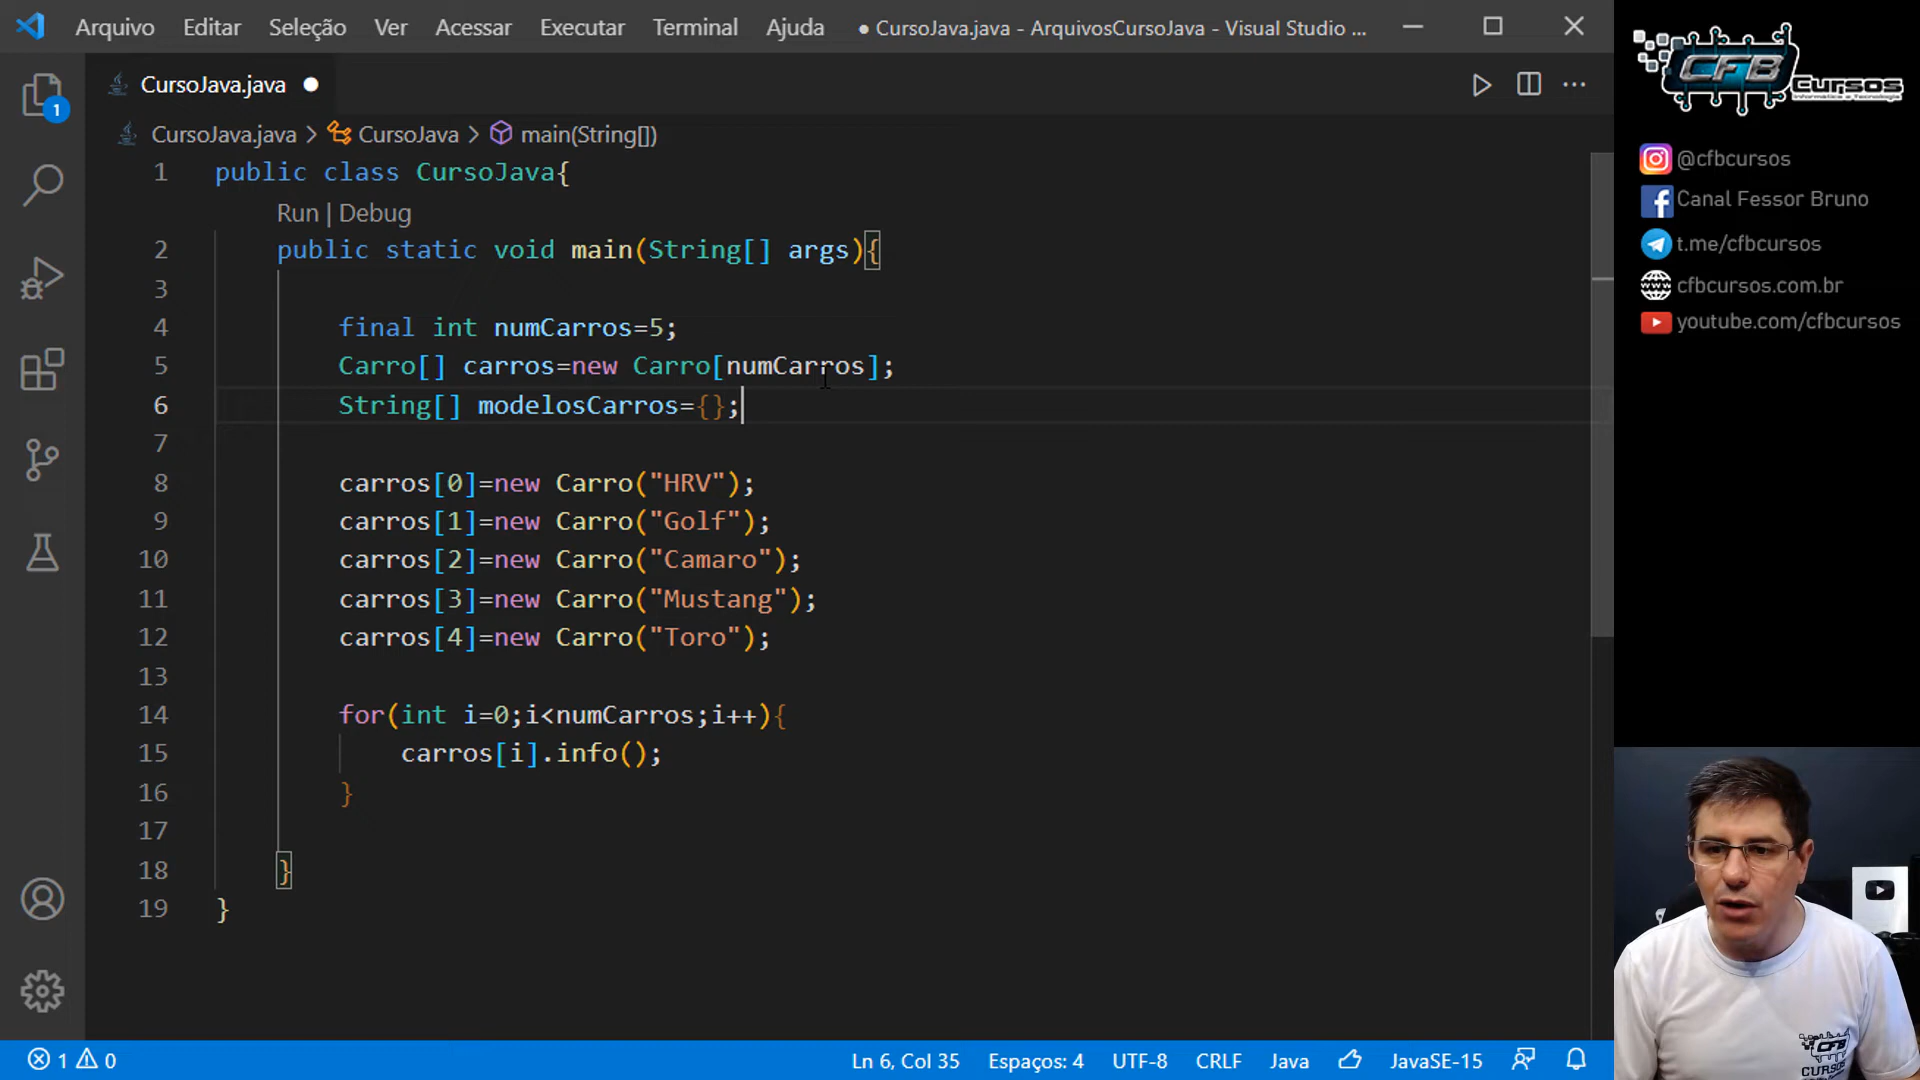 Arquivo Editar Seleção Ver Acessar Executar Terminal Ajuda ● CursoJava.java - ArquivosCursoJava - Visual Studio ...
CursoJava.java
CursoJava.java > CursoJava > main(String[])
1 public class CursoJava{
Run | Debug
2 public static void main(String[] args){
3
4 final int numCarros=5;
5 Carro[] carros=new Carro[numCarros];
6 String[] modelosCarros={};
7
8 carros[0]=new Carro("HRV");
9 carros[1]=new Carro("Golf");
10 carros[2]=new Carro("Camaro");
11 carros[3]=new Carro("Mustang");
12 carros[4]=new Carro("Toro");
13
14 for(int i=0;i<numCarros;i++){
15 carros[i].info();
16 }
17
18 }
19 }
1
1 0
Ln 6, Col 35 Espaços: 4 UTF-8 CRLF Java JavaSE-15
CFB Cursos
@cfbcursos
Canal Fessor Bruno
t.me/cfbcursos
cfbcursos.com.br
youtube.com/cfbcursos
CFB
CURSOS